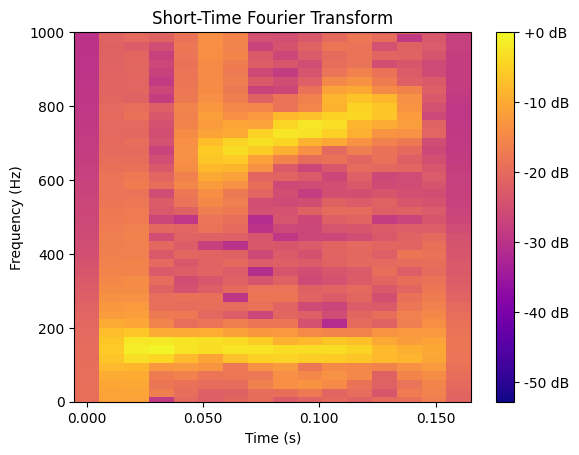 Short-Time Fourier Transform
1000
800
600
400
200
0
Frequency (Hz)
0.000
0.050
0.100
0.150
Time (s)
+0 dB
-10 dB
-20 dB
-30 dB
-40 dB
-50 dB